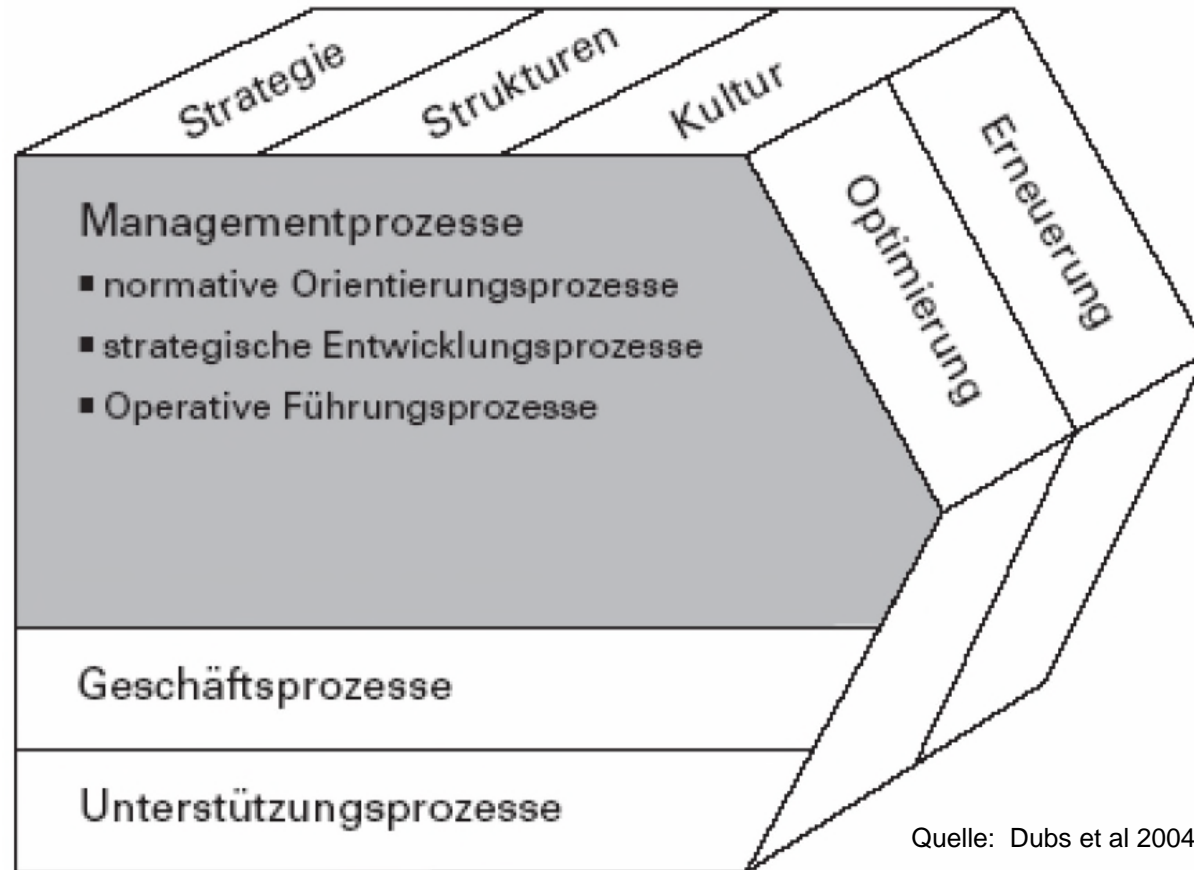 Strategie
Strukturen
Kultur
Optimierung
Erneuerung
Managementprozesse
▪ normative Orientierungsprozesse
▪ strategische Entwicklungsprozesse
▪ Operative Führungsprozesse
Geschäftsprozesse
Unterstützungsprozesse
Quelle: Dubs et al 2004